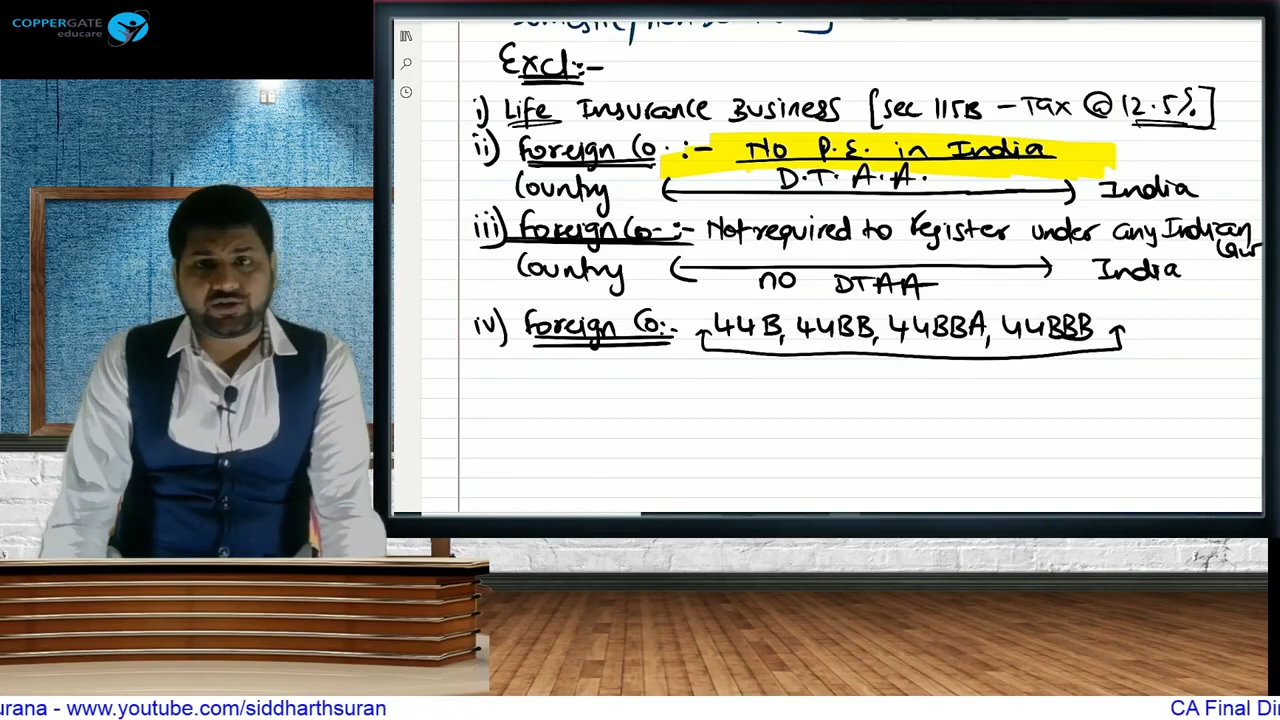 COPPERGATE
educare
Excl:-
i) Life Insurance Business [sec 115B - Tax @ 12.5%]
ii) Foreign Co. :- No P.E. in India
Country D.T.A.A. India
iii) Foreign Co. :- Not required to register under any Indian
Country no DTAA India
iv) Foreign Co:- 44B, 44BB, 44BBA, 44BBB
urana - www.youtube.com/siddharthsuran
CA Final Di